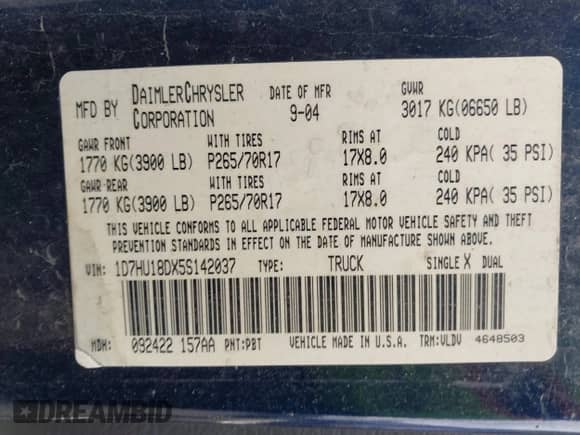 MFD BY DAIMLERCHRYSLER CORPORATION DATE OF MFR 9-04 GVWR 3017 KG(06650 LB)
GAWR FRONT WITH TIRES RIMS AT COLD
1770 KG(3900 LB) P265/70R17 17X8.0 240 KPA( 35 PSI)
GAWR REAR WITH TIRES RIMS AT COLD
1770 KG(3900 LB) P265/70R17 17X8.0 240 KPA( 35 PSI)
THIS VEHICLE CONFORMS TO ALL APPLICABLE FEDERAL MOTOR VEHICLE SAFETY AND THEFT
PREVENTION STANDARDS IN EFFECT ON THE DATE OF MANUFACTURE SHOWN ABOVE.
VIN: 1D7HU18DX5S142037 TYPE: TRUCK SINGLE X DUAL
MDH: 092422 157AA PNT:PBT VEHICLE MADE IN U.S.A. TRM:VLDV 4648503
DREAMBID